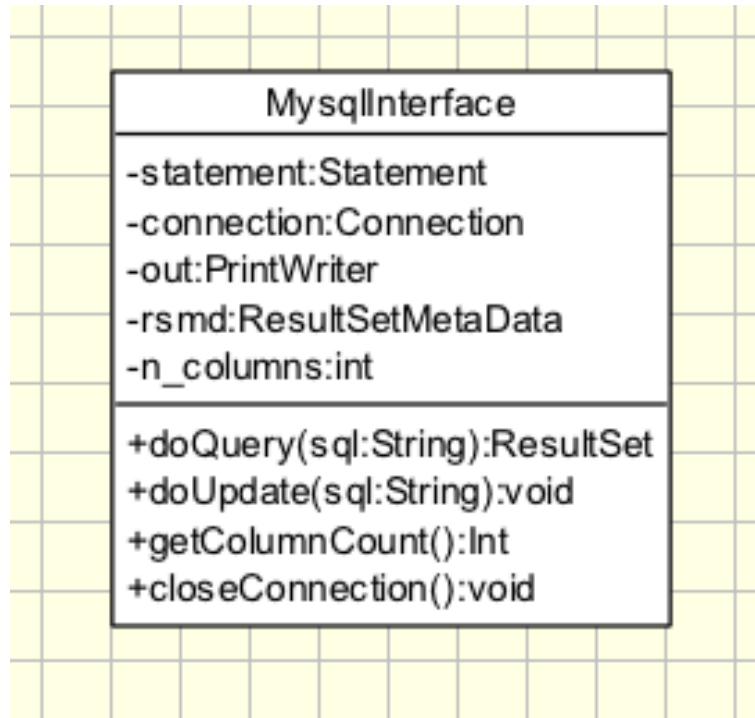 MysqlInterface
-statement:Statement
-connection:Connection
-out:PrintWriter
-rsmd:ResultSetMetaData
-n_columns:int
+doQuery(sql:String):ResultSet
+doUpdate(sql:String):void
+getColumnCount():Int
+closeConnection():void